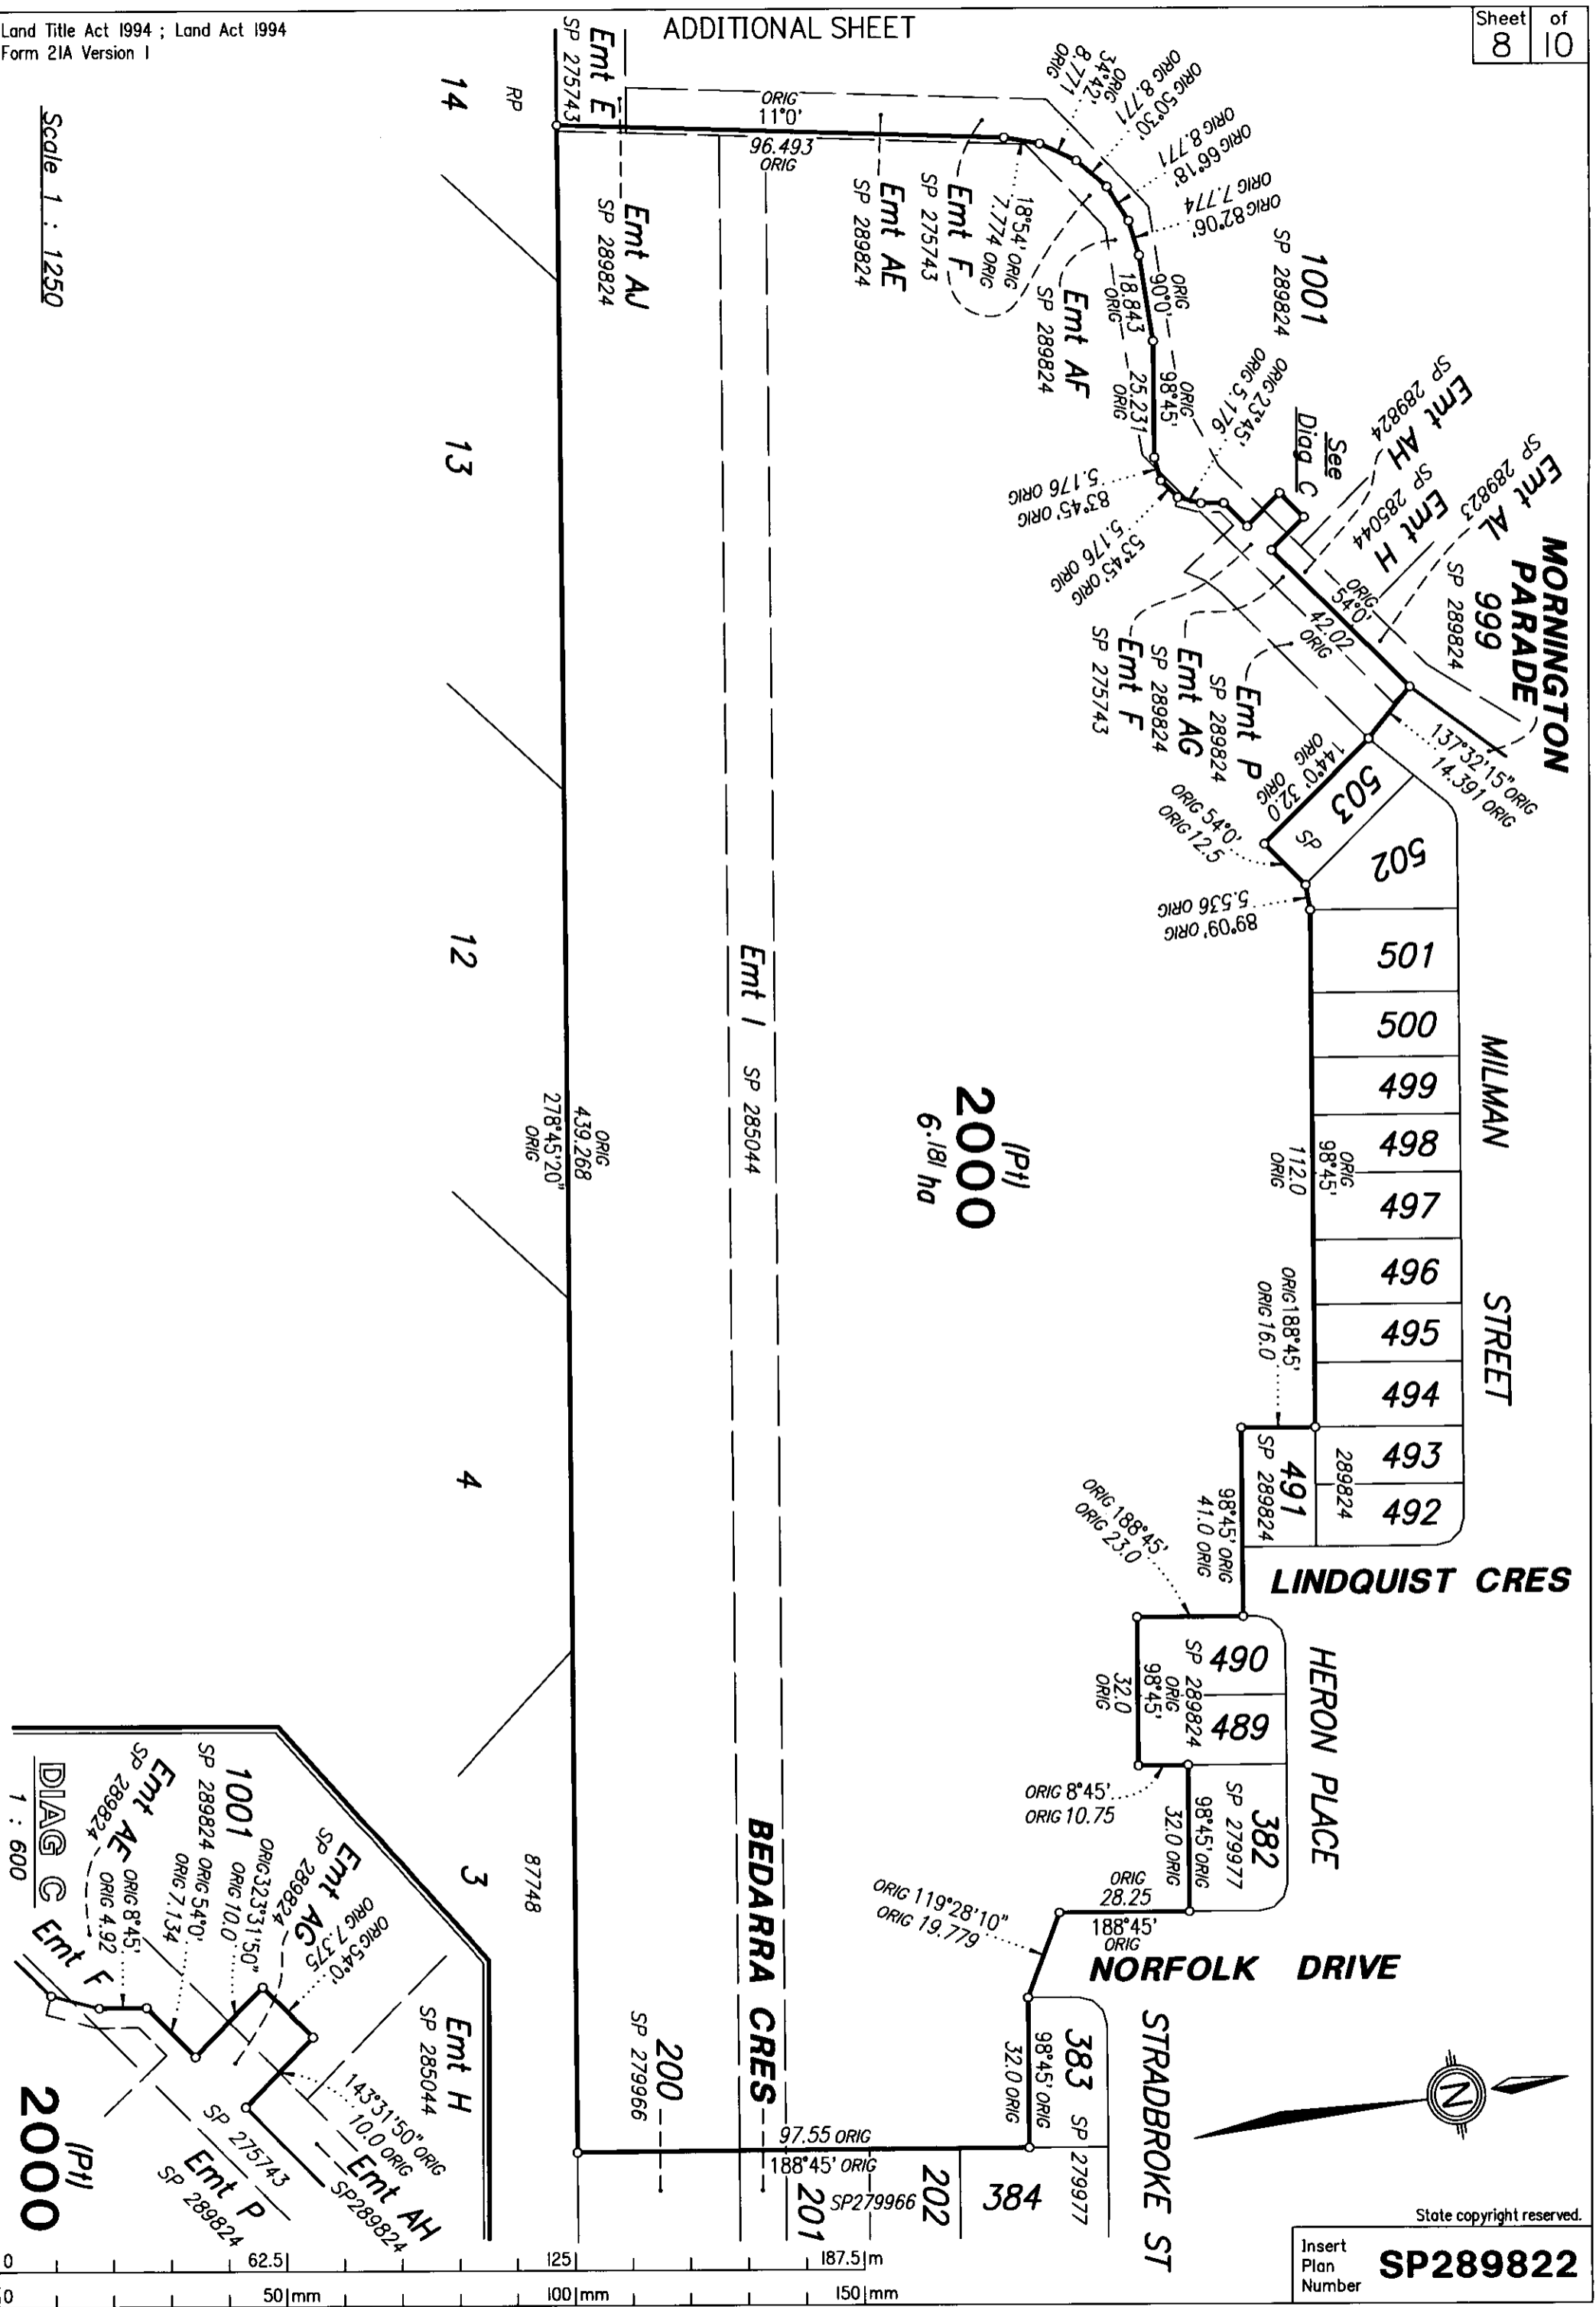 Land Title Act 1994 ; Land Act 1994
Form 21A Version 1
ADDITIONAL SHEET
Sheet 8 of 10
Scale 1 : 1250
14
RP
13
12
4
3
87748
Emt E
SP 275743
Emt AJ
SP 289824
ORIG
11°0'
96.493
ORIG
Emt AE
SP 289824
Emt F
SP 275743
18°54' ORIG
7.774 ORIG
Emt AF
SP 289824
ORIG
34°42'
8.771
ORIG
ORIG 50°30'
ORIG 8.771
ORIG 66°18'
ORIG 8.771
ORIG 82°06'
ORIG 7.774
ORIG
90°0'
18.843
ORIG
ORIG
98°45'
25.231
ORIG
1001
SP 289824
ORIG 23°45'
ORIG 5.176
83°45' ORIG
5.176 ORIG
53°45' ORIG
5.176 ORIG
See
Diag C
Emt AH
SP 289824
Emt H
SP 285044
Emt AL
SP 289823
MORNINGTON
PARADE
999
SP 289824
ORIG
54°0'
42.02
ORIG
Emt P
SP 289824
Emt AG
SP 289824
Emt F
SP 275743
137°32'15" ORIG
14.391 ORIG
ORIG
144°0' 32.0
ORIG
ORIG 54°0'
ORIG 12.5
89°09' ORIG
5.536 ORIG
503
SP
502
501
500
499
498
497
496
495
494
493
492
289824
491
SP 289824
MILMAN STREET
ORIG
98°45'
112.0
ORIG
ORIG 188°45'
ORIG 16.0
98°45' ORIG
41.0 ORIG
LINDQUIST CRES
ORIG 188°45'
ORIG 23.0
490
SP 289824
489
ORIG
98°45'
32.0
ORIG
HERON PLACE
ORIG 8°45'
ORIG 10.75
382
SP 279977
98°45' ORIG
32.0 ORIG
ORIG
28.25
188°45'
ORIG
NORFOLK DRIVE
ORIG 119°28'10"
ORIG 19.779
383
SP 279977
98°45' ORIG
32.0 ORIG
STRADBROKE ST
384
202
201
SP279966
97.55 ORIG
188°45' ORIG
200
SP 279966
BEDARRA CRES
Emt I SP 285044
(Pt)
2000
6.181 ha
ORIG
439.268
278°45'20"
ORIG
DIAG C
1 : 600
Emt F
Emt AE
SP 289824
ORIG 8°45'
ORIG 4.92
1001
SP 289824
ORIG 54°0'
ORIG 7.134
ORIG 323°31'50"
ORIG 10.0
Emt AG
SP 289824
ORIG 54°0'
ORIG 7.375
Emt H
SP 285044
143°31'50" ORIG
10.0 ORIG
Emt AH
SP289824
SP 275743
Emt P
SP 289824
(Pt)
2000
N
State copyright reserved.
Insert
Plan
Number
SP289822
0 62.5 125 187.5 m
0 50 mm 100 mm 150 mm